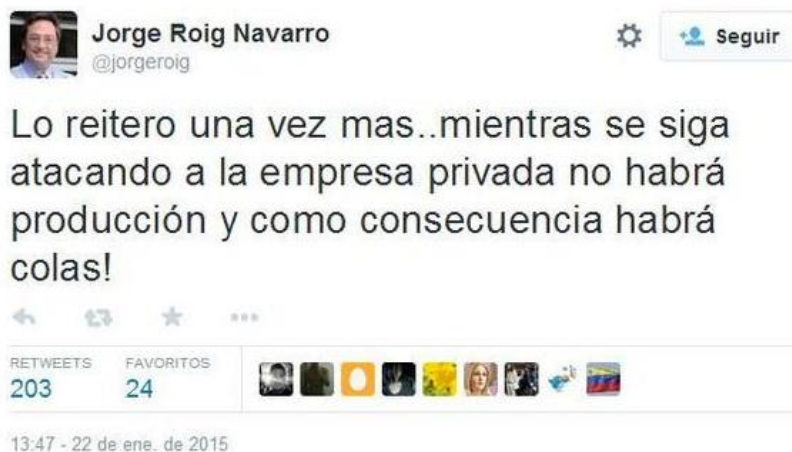 Jorge Roig Navarro
@jorgeroig
Seguir
Lo reitero una vez mas..mientras se siga
atacando a la empresa privada no habrá
producción y como consecuencia habrá
colas!
RETWEETS FAVORITOS
203 24
13:47 - 22 de ene. de 2015